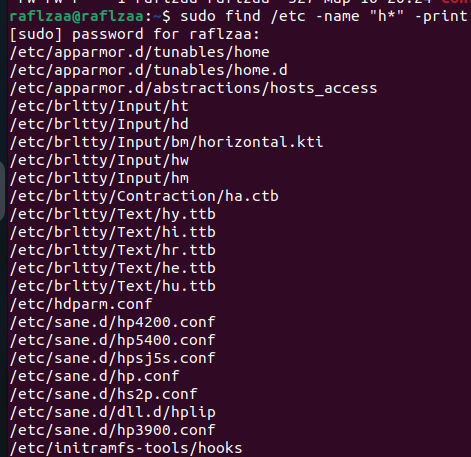 raflzaa@raflzaa:~$ sudo find /etc -name "h*" -print
[sudo] password for raflzaa:
/etc/apparmor.d/tunables/home
/etc/apparmor.d/tunables/home.d
/etc/apparmor.d/abstractions/hosts_access
/etc/brltty/Input/ht
/etc/brltty/Input/hd
/etc/brltty/Input/bm/horizontal.kti
/etc/brltty/Input/hw
/etc/brltty/Input/hm
/etc/brltty/Contraction/ha.ctb
/etc/brltty/Text/hy.ttb
/etc/brltty/Text/hi.ttb
/etc/brltty/Text/hr.ttb
/etc/brltty/Text/he.ttb
/etc/brltty/Text/hu.ttb
/etc/hdparm.conf
/etc/sane.d/hp4200.conf
/etc/sane.d/hp5400.conf
/etc/sane.d/hpsj5s.conf
/etc/sane.d/hp.conf
/etc/sane.d/hs2p.conf
/etc/sane.d/dll.d/hplip
/etc/sane.d/hp3900.conf
/etc/initramfs-tools/hooks